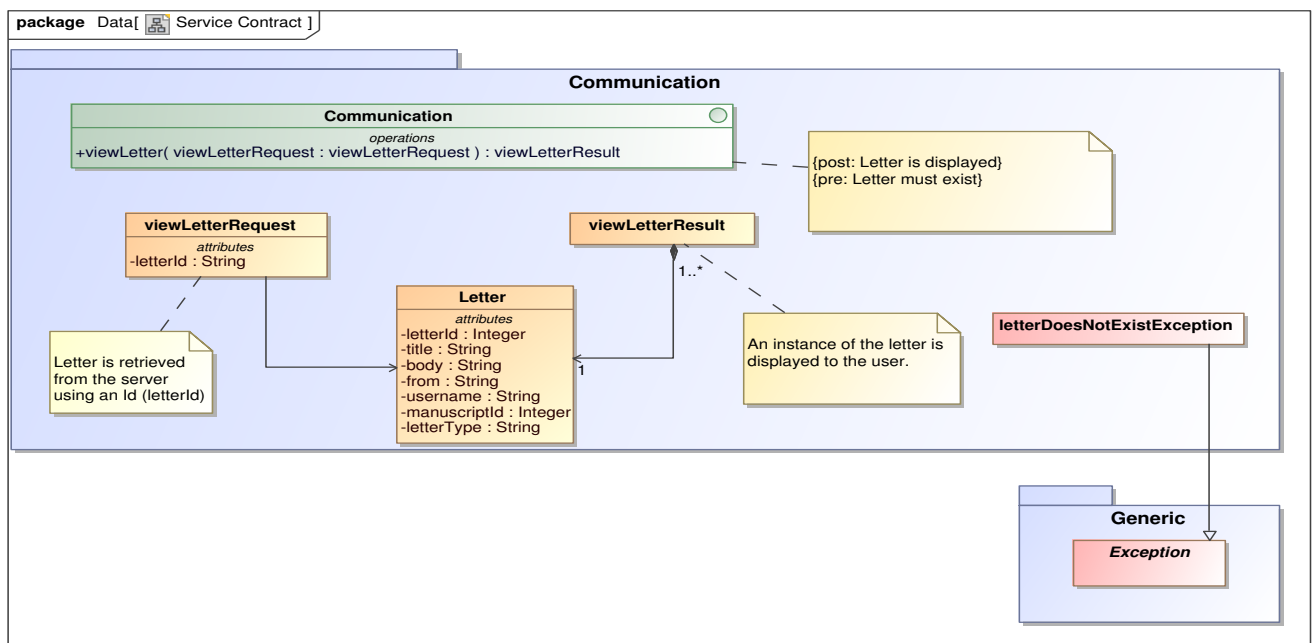 package Data[ Service Contract ]
Communication
Communication
operations
+viewLetter( viewLetterRequest : viewLetterRequest ) : viewLetterResult
{post: Letter is displayed}
{pre: Letter must exist}
viewLetterRequest
attributes
-letterId : String
viewLetterResult
1..*
Letter
attributes
-letterId : Integer
-title : String
-body : String
-from : String
-username : String
-manuscriptId : Integer
-letterType : String
1
Letter is retrieved
from the server
using an Id (letterId)
An instance of the letter is
displayed to the user.
letterDoesNotExistException
Generic
Exception